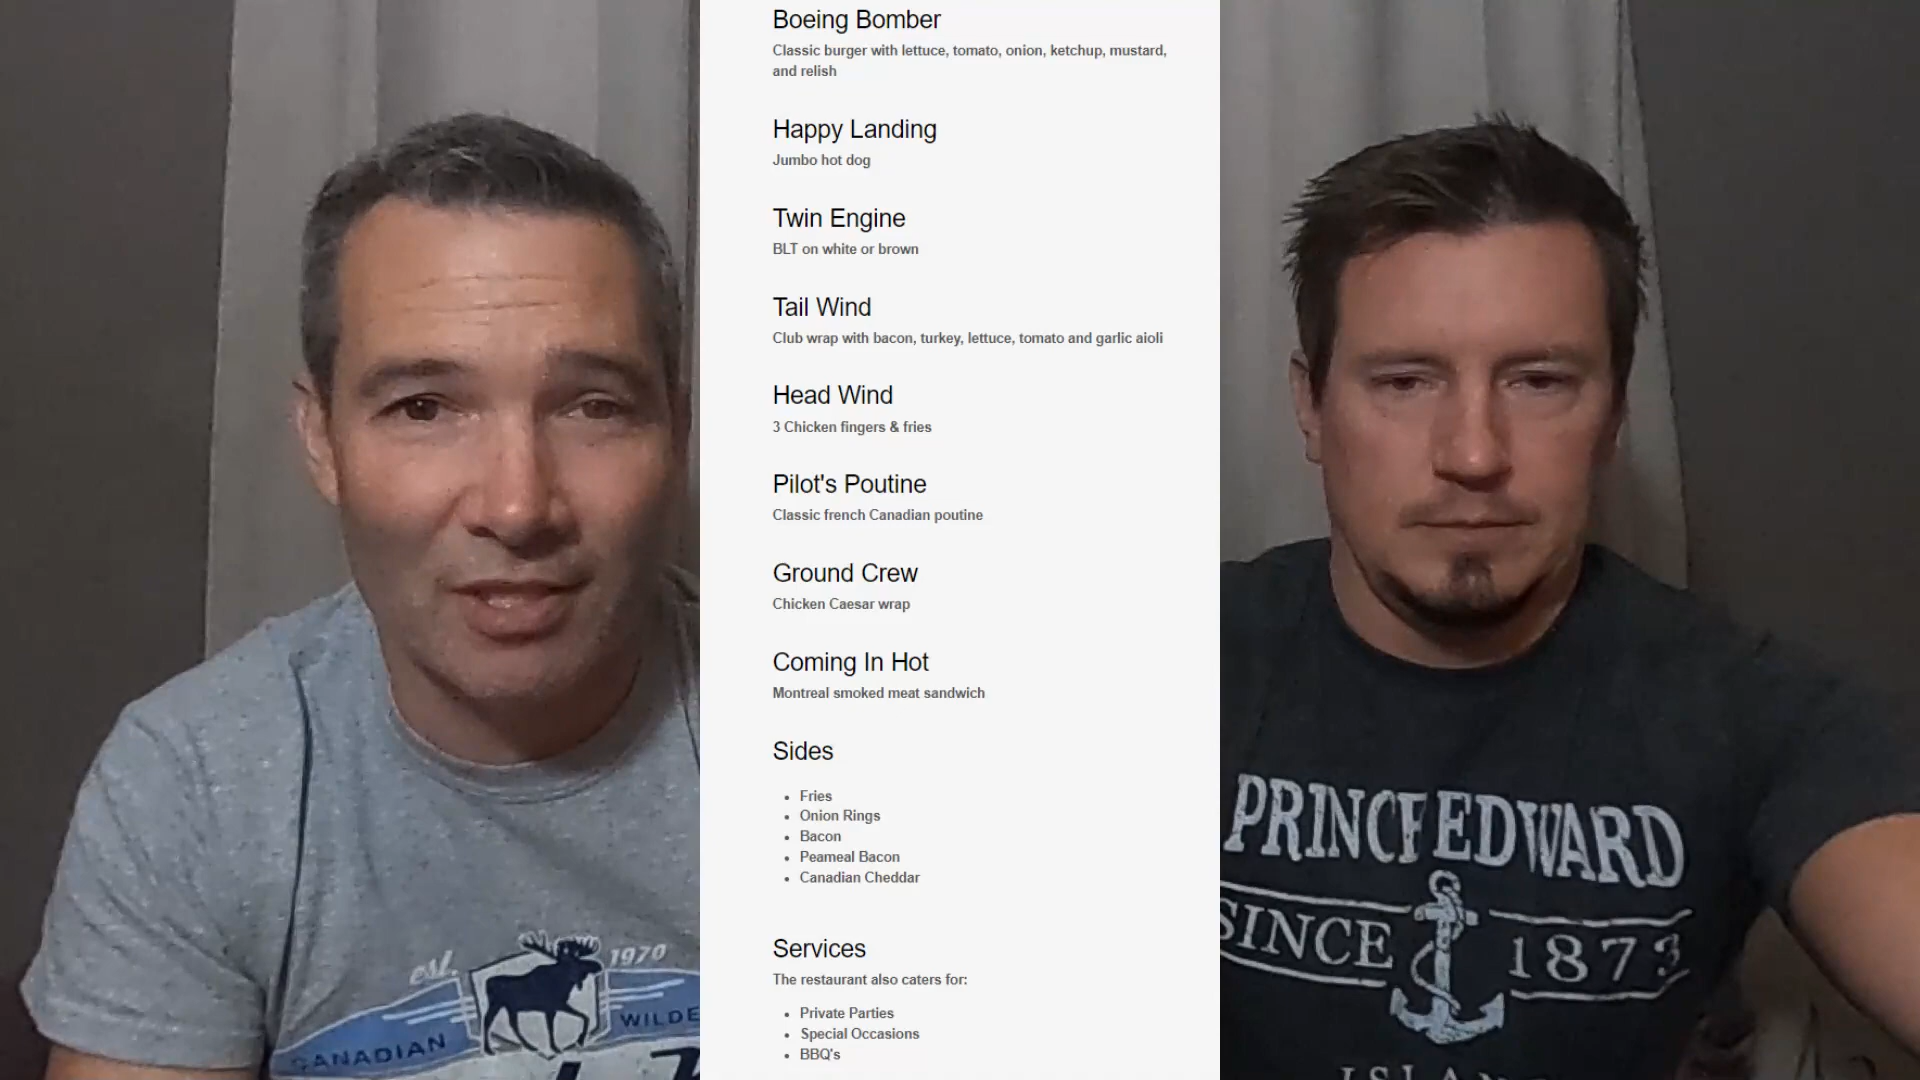 Boeing Bomber
Classic burger with lettuce, tomato, onion, ketchup, mustard,
and relish
Happy Landing
Jumbo hot dog
Twin Engine
BLT on white or brown
Tail Wind
Club wrap with bacon, turkey, lettuce, tomato and garlic aioli
Head Wind
3 Chicken fingers & fries
Pilot's Poutine
Classic french Canadian poutine
Ground Crew
Chicken Caesar wrap
Coming In Hot
Montreal smoked meat sandwich
Sides
• Fries
• Onion Rings
• Bacon
• Peameal Bacon
• Canadian Cheddar
Services
The restaurant also caters for:
• Private Parties
• Special Occasions
• BBQ's
est. 1970
CANADIAN WILDE
PRINCE EDWARD
SINCE 1873